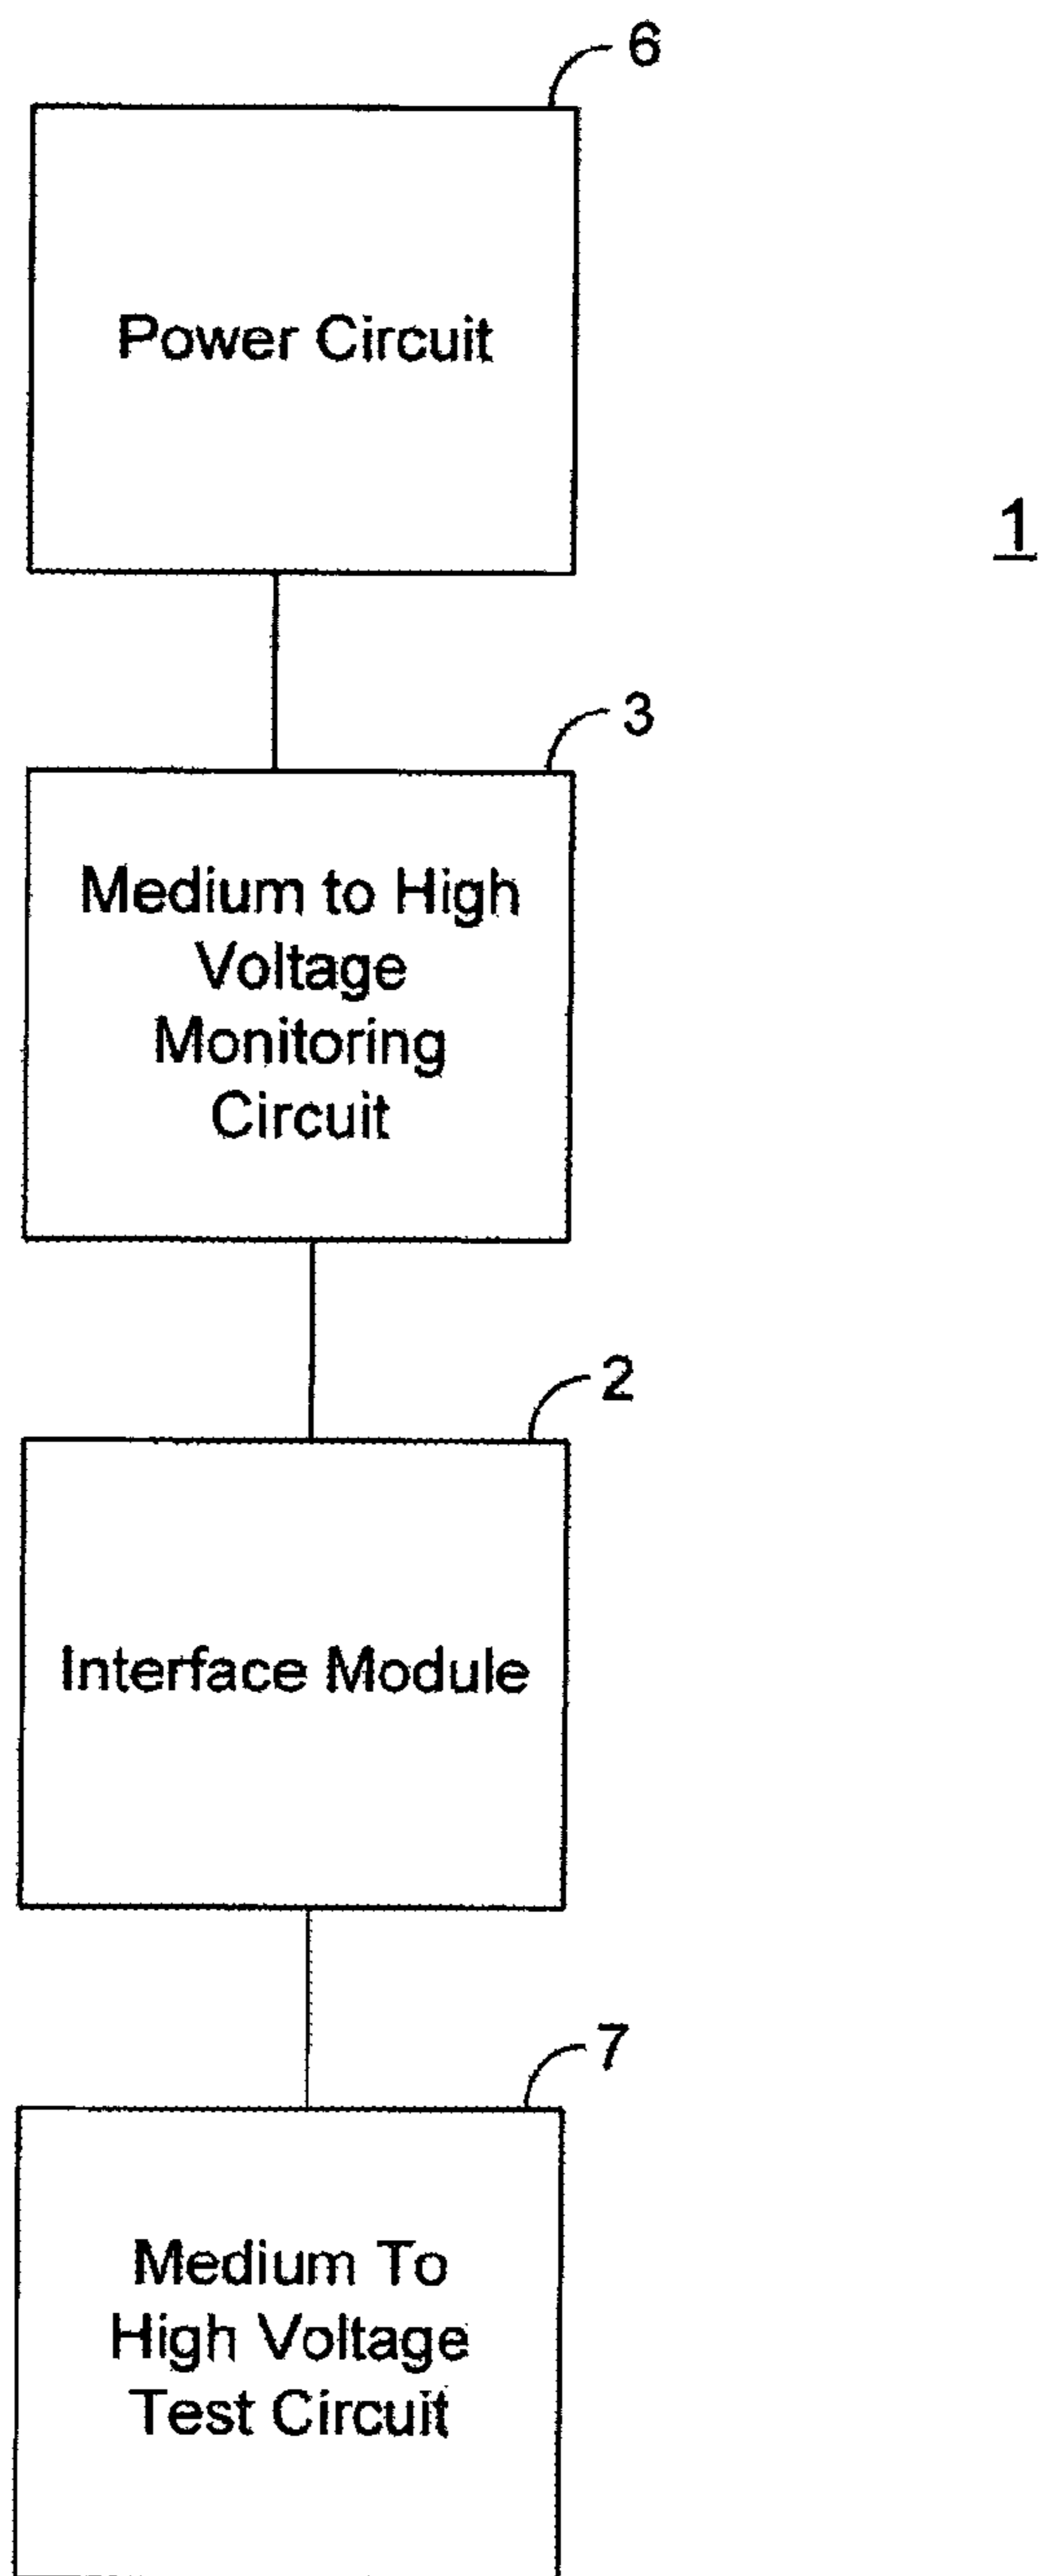 6
Power Circuit
1
3
Medium to High
Voltage
Monitoring
Circuit
2
Interface Module
7
Medium To
High Voltage
Test Circuit